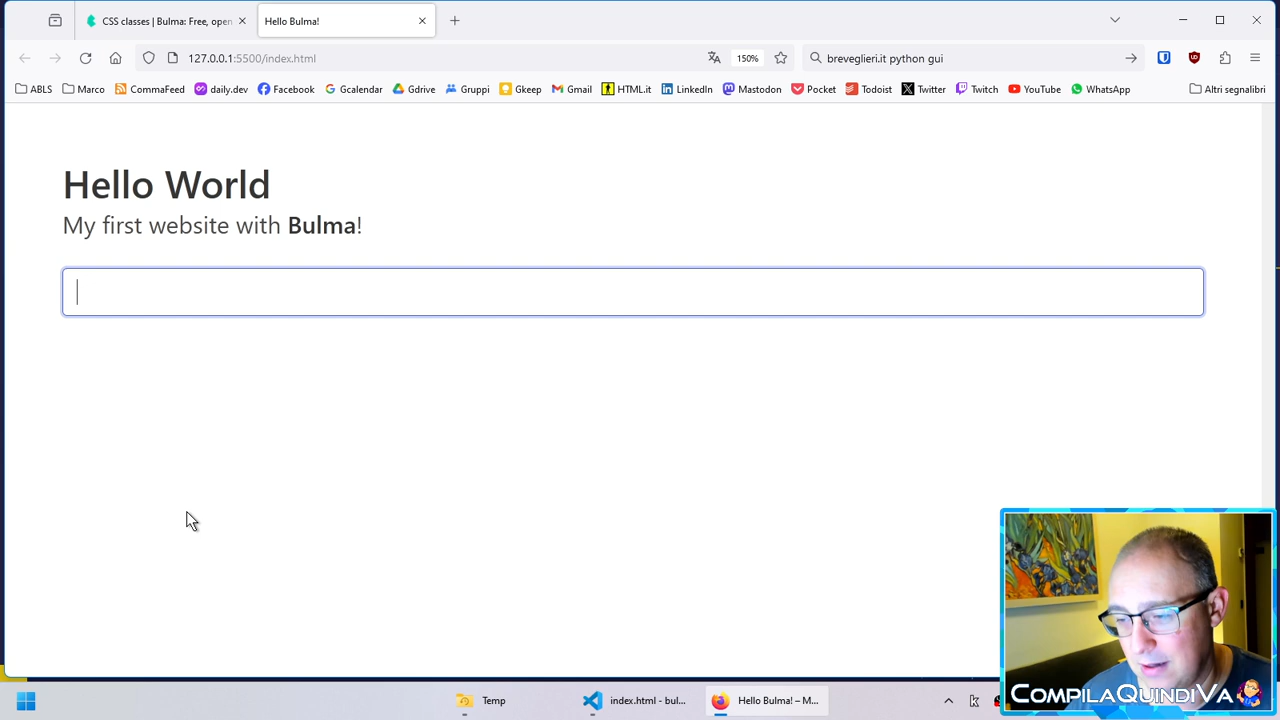 CSS classes | Bulma: Free, open
Hello Bulma!
127.0.0.1:5500/index.html
150%
breveglieri.it python gui
ABLS
Marco
CommaFeed
daily.dev
Facebook
Gcalendar
Gdrive
Gruppi
Gkeep
Gmail
HTML.it
LinkedIn
Mastodon
Pocket
Todoist
Twitter
Twitch
YouTube
WhatsApp
Altri segnalibri
Hello World
My first website with Bulma!
COMPILAQUINDIVA
Temp
index.html - bul...
Hello Bulma! – M...